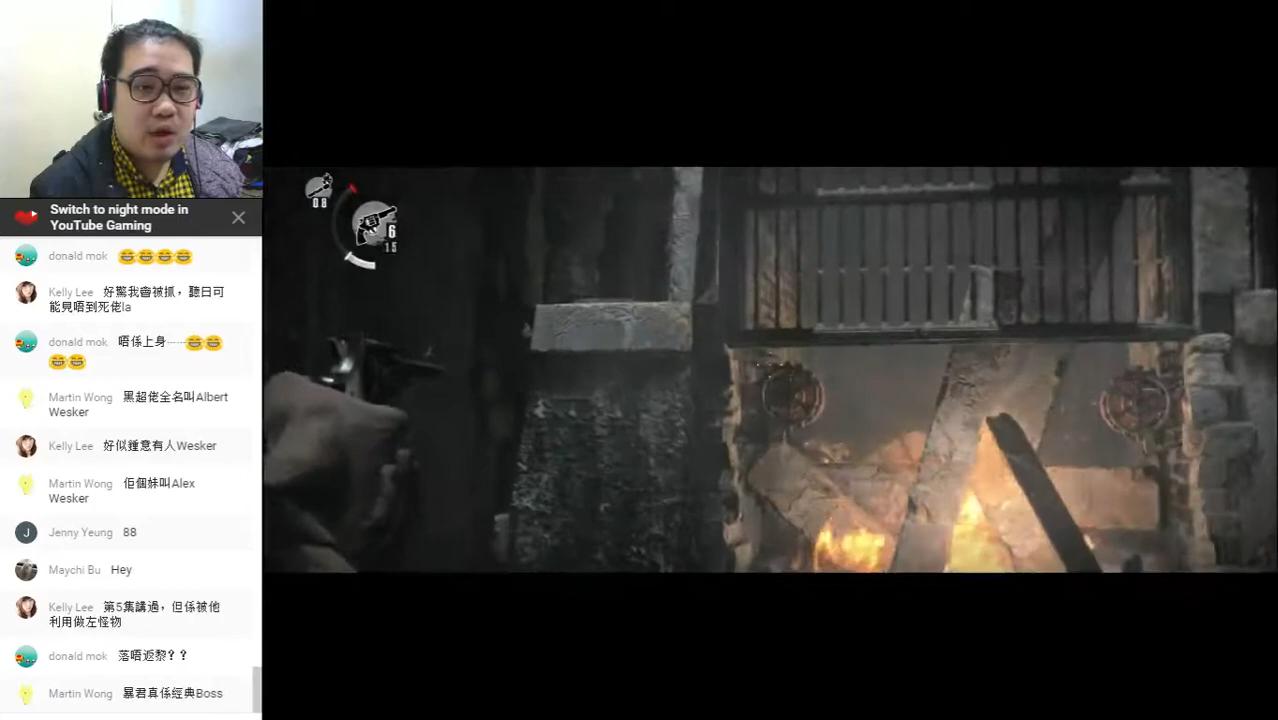 Switch to night mode in
YouTube Gaming
donald mok 😂😂😂😂
Kelly Lee 好驚我會被抓，聽日可
能見唔到死佬la
donald mok 唔係上身┈┈😂😂
😂😂
Martin Wong 黑超佬全名叫Albert
Wesker
Kelly Lee 好似鍾意有人Wesker
Martin Wong 佢個妹叫Alex
Wesker
Jenny Yeung 88
Maychi Bu Hey
Kelly Lee 第5集講過，但係被他
利用做左怪物
donald mok 落唔返黎？？
Martin Wong 暴君真係經典Boss
J
08
6
15